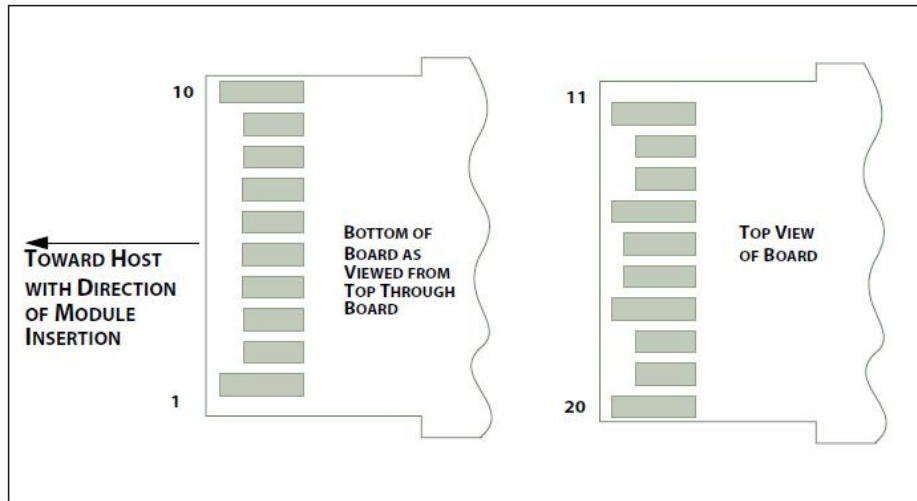 10
1
TOWARD HOST
WITH DIRECTION
OF MODULE
INSERTION
BOTTOM OF
BOARD AS
VIEWED FROM
TOP THROUGH
BOARD
11
20
TOP VIEW
OF BOARD